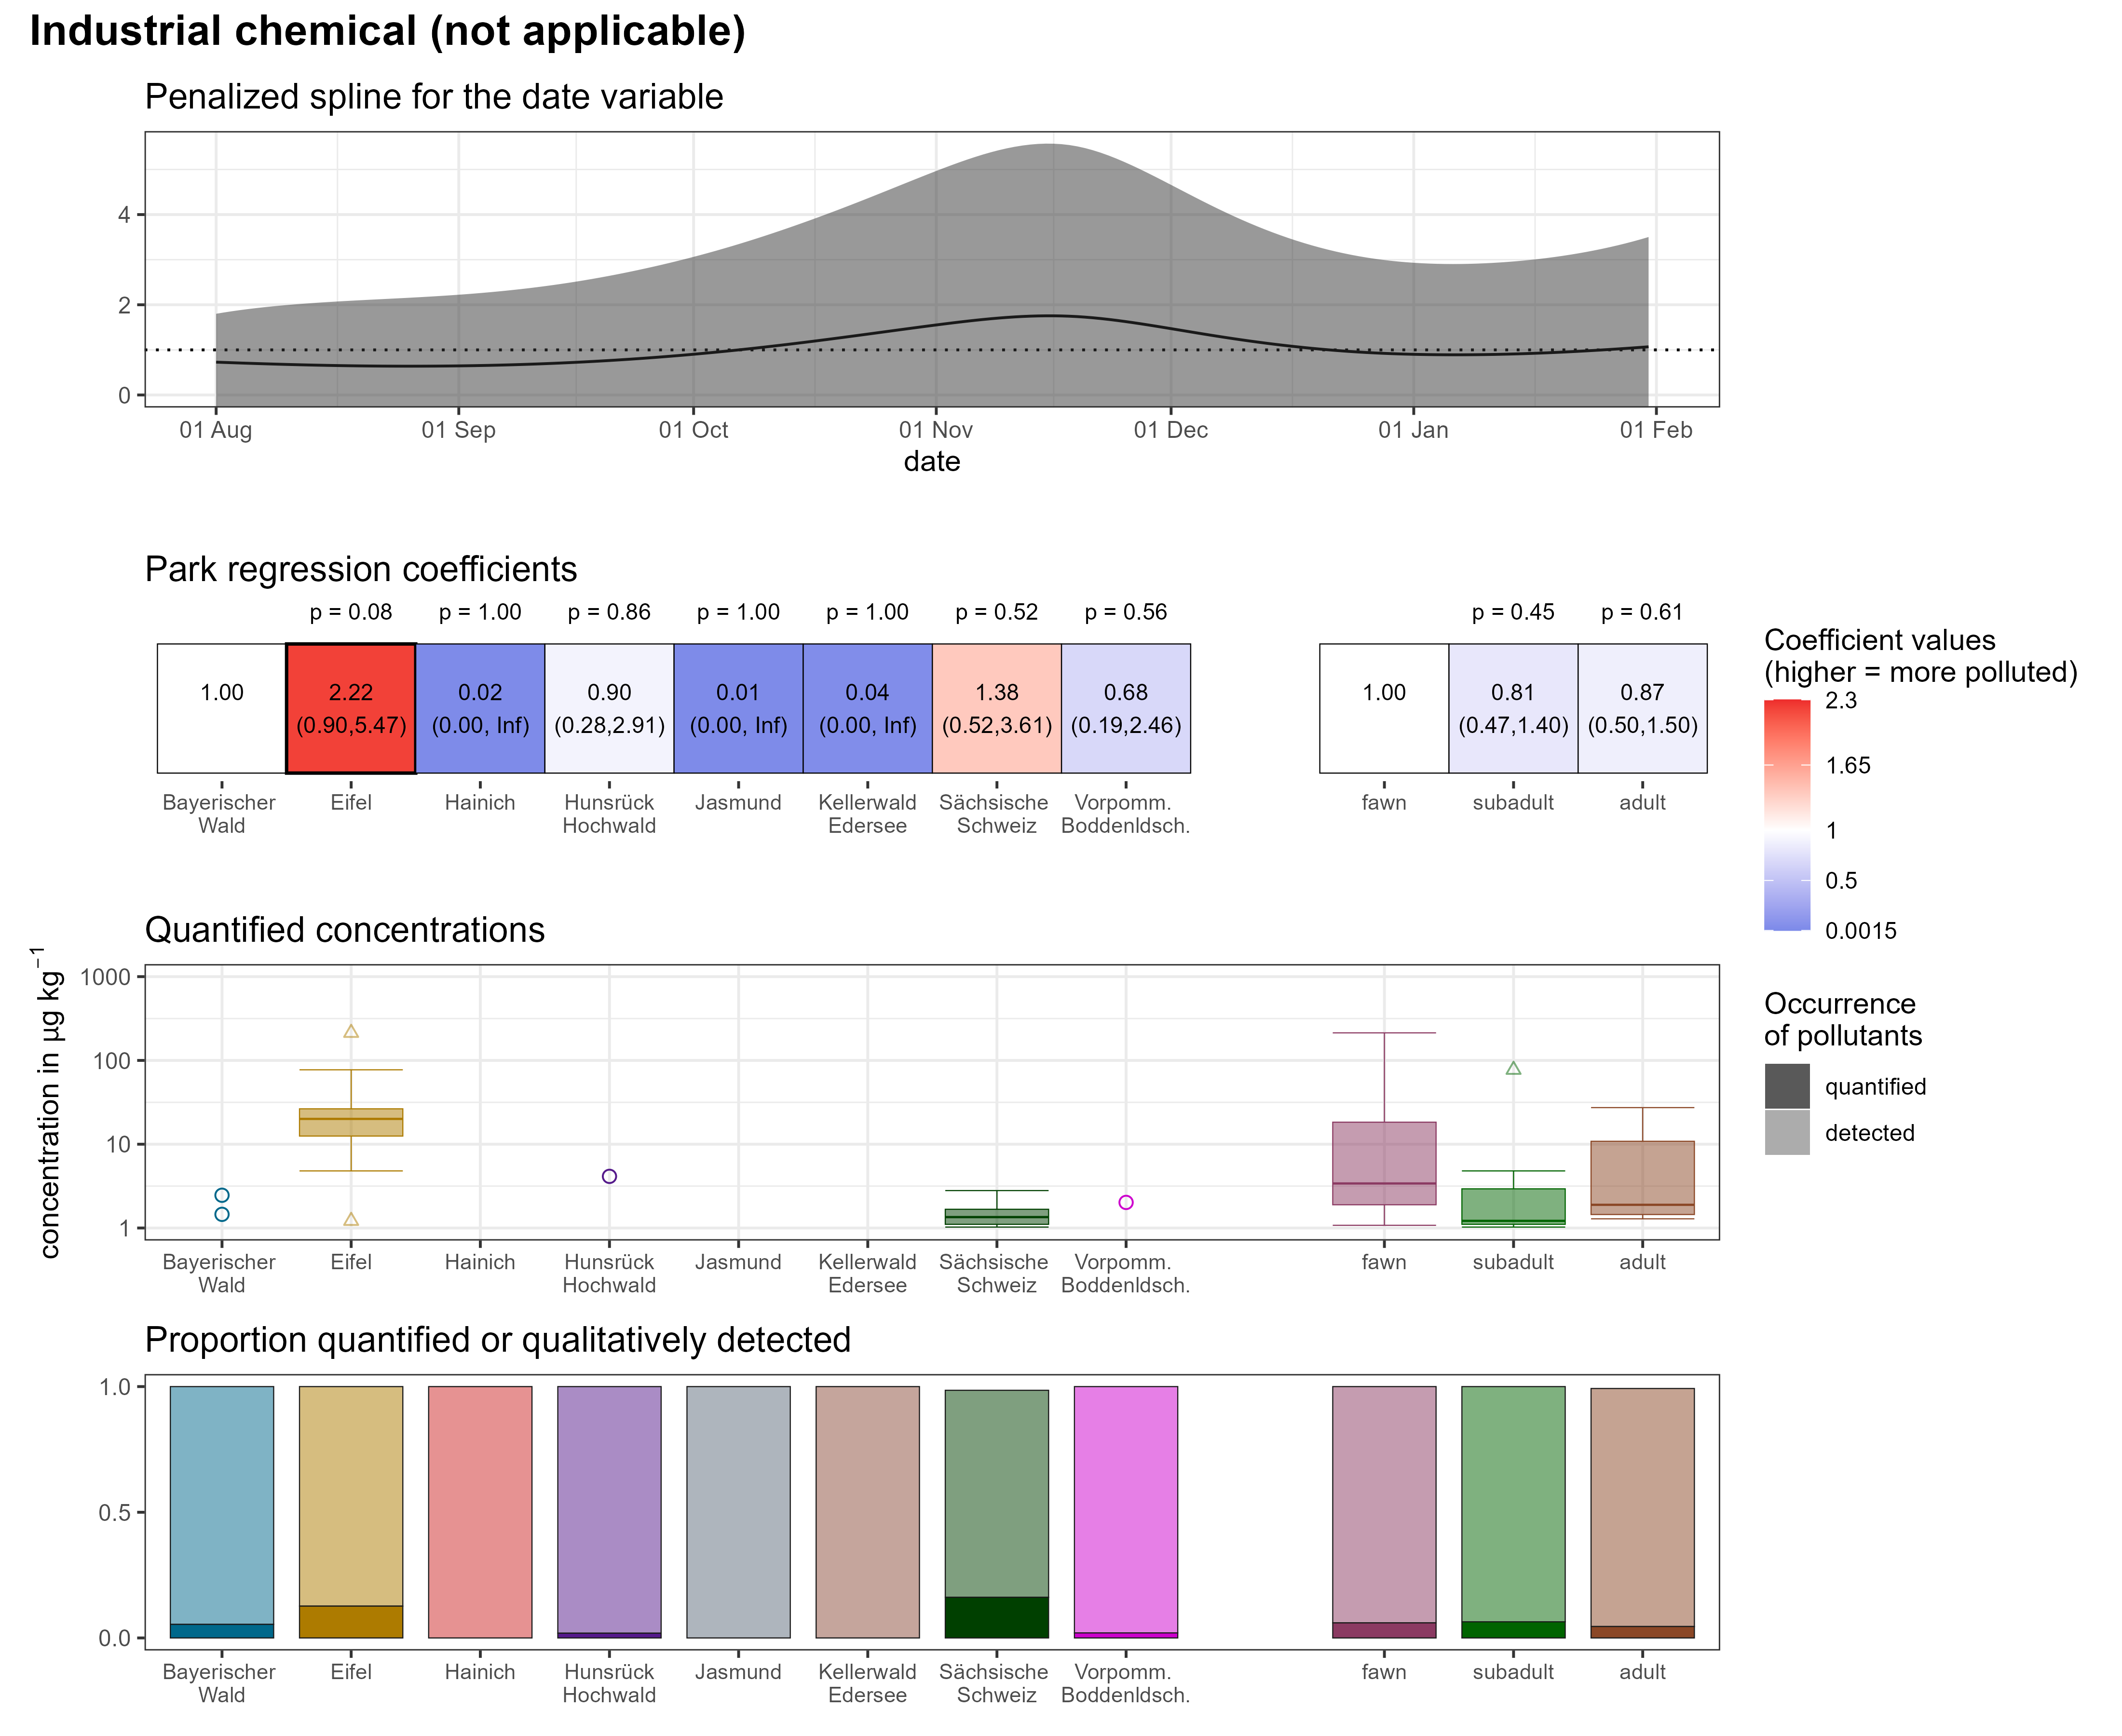 Industrial chemical (not applicable)
Penalized spline for the date variable
4
2
0
01 Aug 01 Sep 01 Oct 01 Nov 01 Dec 01 Jan 01 Feb
date
Park regression coefficients
p = 0.08 p = 1.00 p = 0.86 p = 1.00 p = 1.00 p = 0.52 p = 0.56 p = 0.45 p = 0.61
1.00 2.22 0.02 0.90 0.01 0.04 1.38 0.68 1.00 0.81 0.87
(0.90,5.47) (0.00, Inf) (0.28,2.91) (0.00, Inf) (0.00, Inf) (0.52,3.61) (0.19,2.46) (0.47,1.40) (0.50,1.50)
Bayerischer Eifel Hainich Hunsrück Jasmund Kellerwald Sächsische Vorpomm. fawn subadult adult
Wald Hochwald Edersee Schweiz Boddenldsch.
Coefficient values
(higher = more polluted)
2.3
1.65
1
0.5
0.0015
Quantified concentrations
concentration in µg kg⁻¹
1000
100
10
1
Bayerischer Eifel Hainich Hunsrück Jasmund Kellerwald Sächsische Vorpomm. fawn subadult adult
Wald Hochwald Edersee Schweiz Boddenldsch.
Occurrence
of pollutants
quantified
detected
Proportion quantified or qualitatively detected
1.0
0.5
0.0
Bayerischer Eifel Hainich Hunsrück Jasmund Kellerwald Sächsische Vorpomm. fawn subadult adult
Wald Hochwald Edersee Schweiz Boddenldsch.